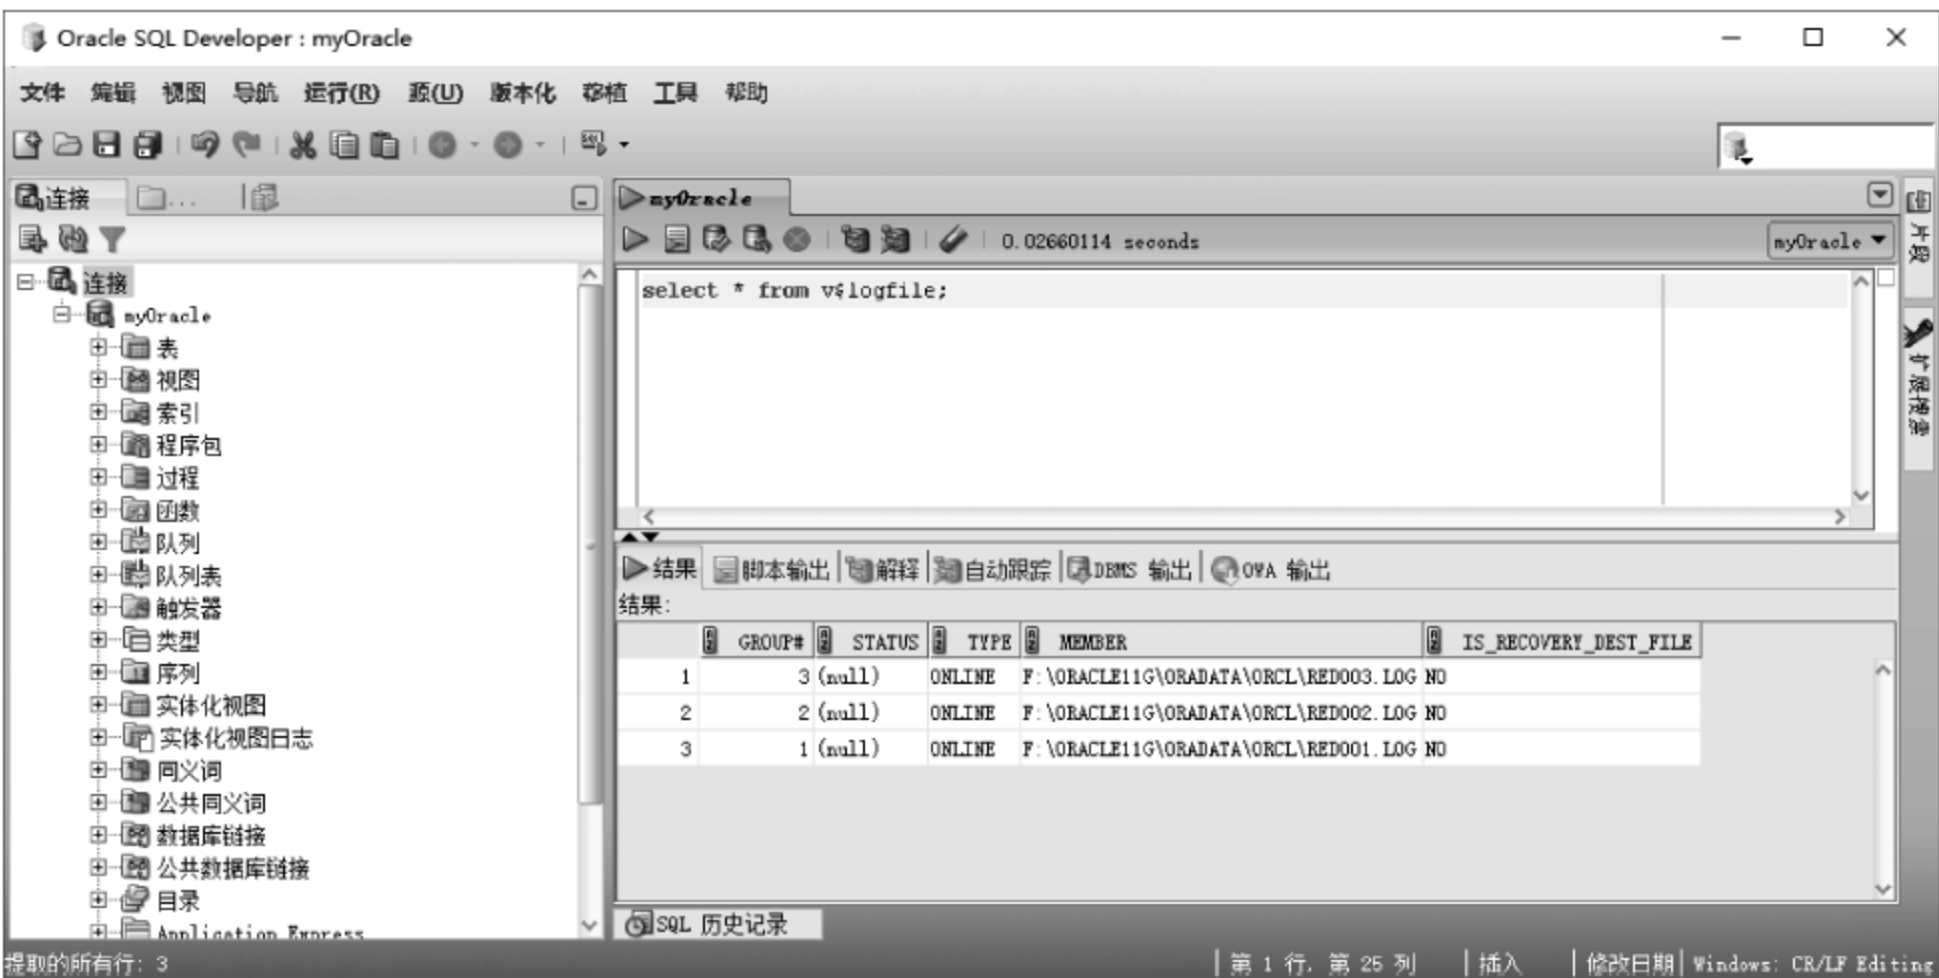 Oracle SQL Developer : myOracle
文件 编辑 视图 导航 运行(R) 源(U) 版本化 移植 工具 帮助
连接 ...
myOracle
0.02660114 seconds
myOracle
片段
扩展搜索
连接
myOracle
表
视图
索引
程序包
过程
函数
队列
队列表
触发器
类型
序列
实体化视图
实体化视图日志
同义词
公共同义词
数据库链接
公共数据库链接
目录
Application Express
select * from v$logfile;
结果 脚本输出 解释 自动跟踪 DBMS 输出 OWA 输出
结果:
GROUP# STATUS TYPE MEMBER IS_RECOVERY_DEST_FILE
1 3 (null) ONLINE F:\ORACLE11G\ORADATA\ORCL\REDO03.LOG NO
2 2 (null) ONLINE F:\ORACLE11G\ORADATA\ORCL\REDO02.LOG NO
3 1 (null) ONLINE F:\ORACLE11G\ORADATA\ORCL\REDO01.LOG NO
SQL 历史记录
提取的所有行: 3
第 1 行, 第 25 列 插入 修改日期 Windows: CR/LF Editing